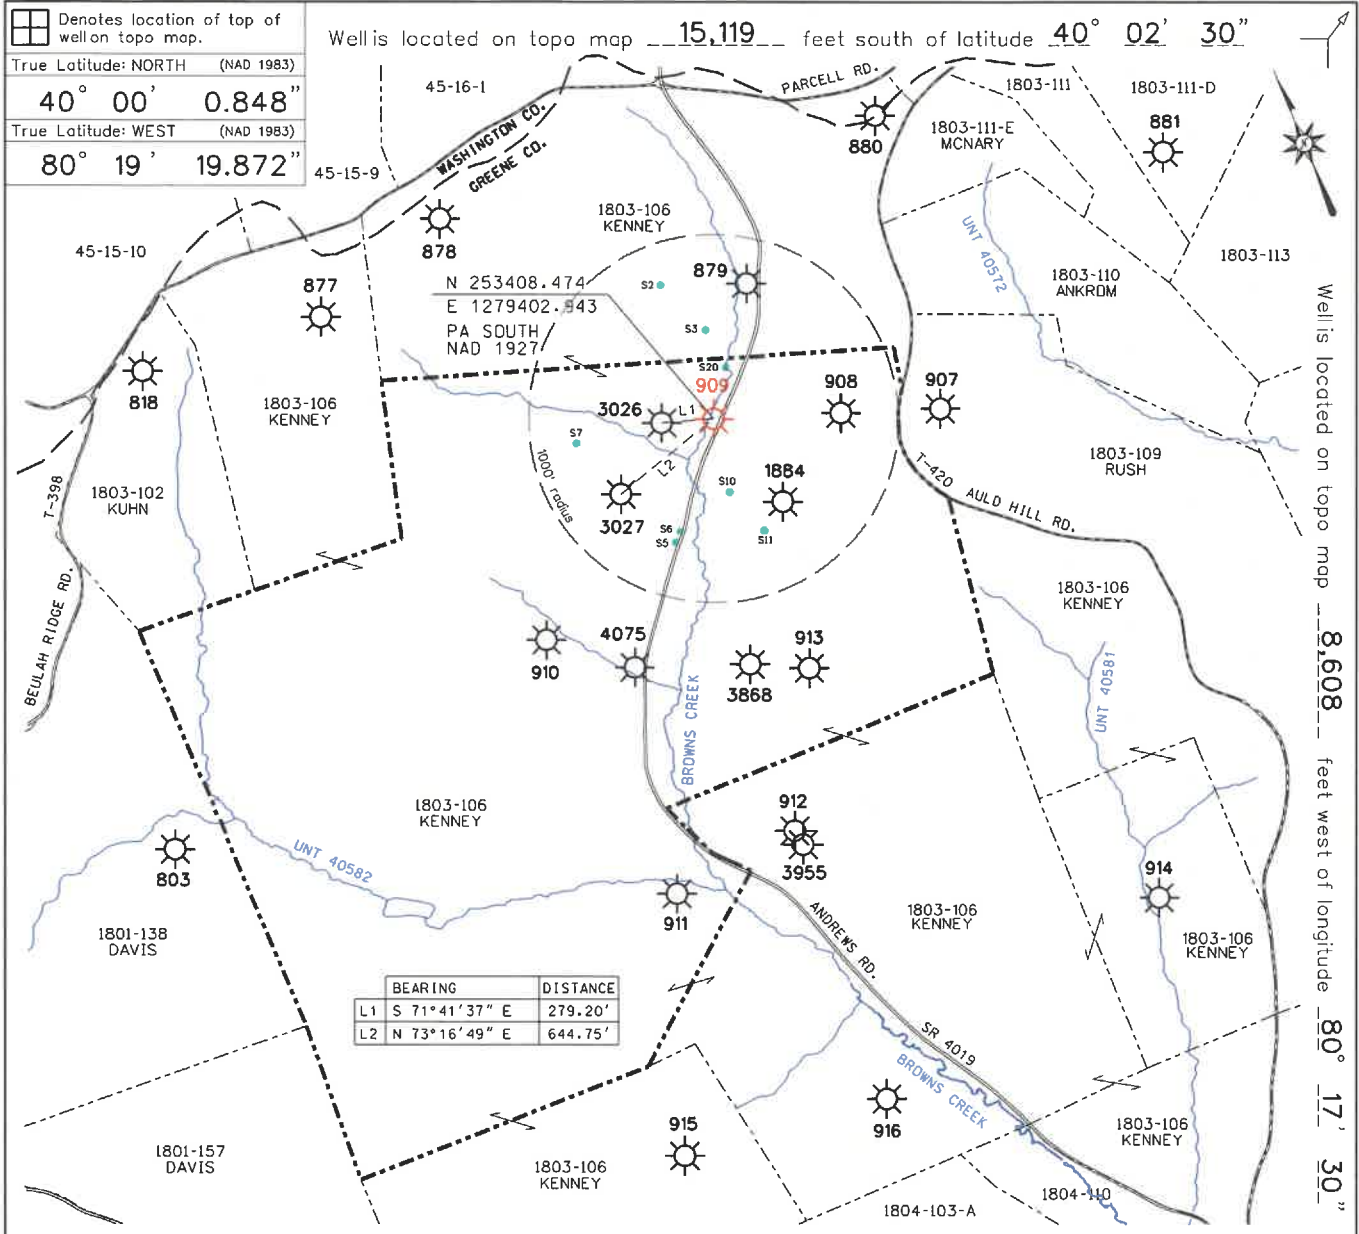 Denotes location of top of
well on topo map.
True Latitude: NORTH (NAD 1983)
40° 00' 0.848"
True Latitude: WEST (NAD 1983)
80° 19' 19.872"
Well is located on topo map 15,119 feet south of latitude 40° 02' 30"
Well is located on topo map 8,608 feet west of longitude 80° 17' 30"
45-16-1
PARCELL RD.
1803-111
1803-111-D
881
880
1803-111-E
MCNARY
WASHINGTON CO.
GREENE CO.
45-15-9
45-15-10
878
1803-106
KENNEY
UNT 40572
1803-110
ANKROM
1803-113
877
879
N 253408.474
E 1279402.943
PA SOUTH
NAD 1927
S2
S3
S20
818
1803-106
KENNEY
909
908
907
3026
L1
L2
S7
1000' radius
1803-109
RUSH
T-398
1803-102
KUHN
3027
S10
1884
S6
S5
S11
T-420
AULD HILL RD.
BEULAH RIDGE RD.
1803-106
KENNEY
910
4075
3868
913
BROWNS CREEK
UNT 40581
1803-106
KENNEY
912
3955
803
UNT 40582
911
914
1801-138
DAVIS
ANDREWS RD.
1803-106
KENNEY
1803-106
KENNEY
BEARING DISTANCE
L1 S 71°41'37" E 279.20'
L2 N 73°16'49" E 644.75'
SR 4019
BROWNS CREEK
916
915
1801-157
DAVIS
1803-106
KENNEY
1803-106
KENNEY
1804-103-A
1804-110